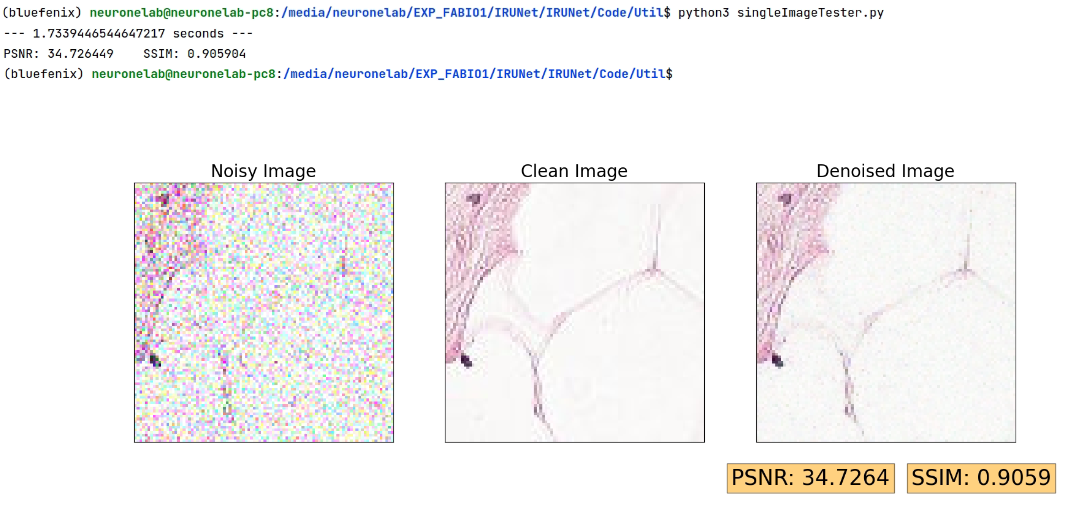 (bluefenix) neuronelab@neuronelab-pc8:/media/neuronelab/EXP_FABIO1/IRUNet/IRUNet/Code/Util$ python3 singleImageTester.py
--- 1.7339446544647217 seconds ---
PSNR: 34.726449    SSIM: 0.905904
(bluefenix) neuronelab@neuronelab-pc8:/media/neuronelab/EXP_FABIO1/IRUNet/IRUNet/Code/Util$
Noisy Image Clean Image Denoised Image
PSNR: 34.7264 SSIM: 0.9059